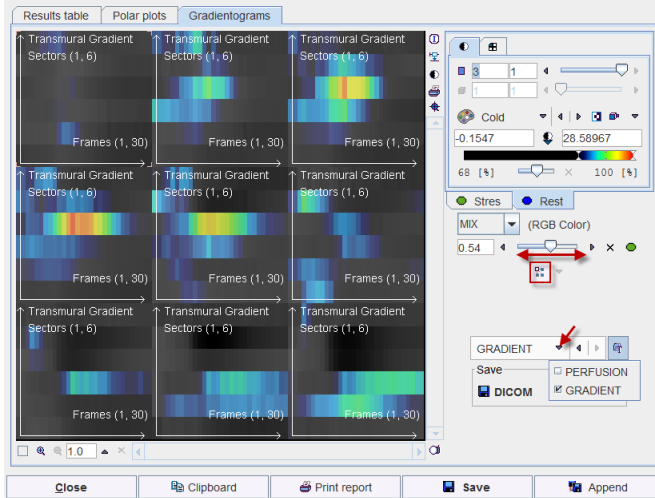 Results table Polar plots Gradientograms
Transmural Gradient Transmural Gradient Transmural Gradient
Sectors (1, 6) Sectors (1, 6) Sectors (1, 6)
Frames (1, 30) Frames (1, 30) Frames (1, 30)
Transmural Gradient Transmural Gradient Transmural Gradient
Sectors (1, 6) Sectors (1, 6) Sectors (1, 6)
Frames (1, 30) Frames (1, 30) Frames (1, 30)
Transmural Gradient Transmural Gradient Transmural Gradient
Sectors (1, 6) Sectors (1, 6) Sectors (1, 6)
Frames (1, 30) Frames (1, 30) Frames (1, 30)
1.0
3 1
1 1
Cold
-0.1547 28.58967
68 [%] 100 [%]
Stres Rest
MIX (RGB Color)
0.54
GRADIENT
PERFUSION
GRADIENT
Save
DICOM
Close Clipboard Print report Save Append